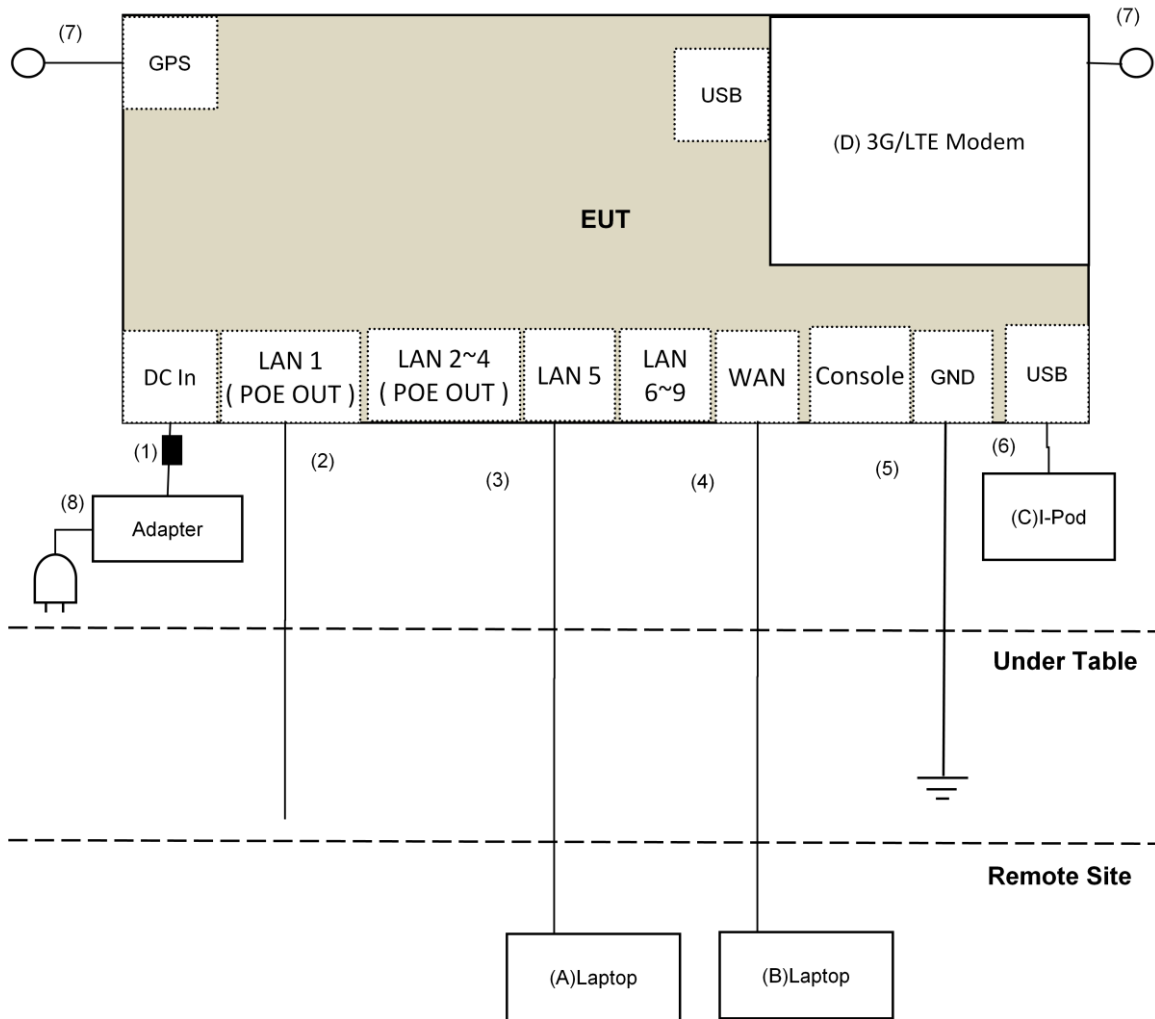 (7)
(7)
GPS
USB
(D) 3G/LTE Modem
EUT
DC In
LAN 1
( POE OUT )
LAN 2~4
( POE OUT )
LAN 5
LAN
6~9
WAN
Console
GND
USB
(1)
(2)
(3)
(4)
(5)
(6)
(8)
Adapter
(C)I-Pod
Under Table
Remote Site
(A)Laptop
(B)Laptop